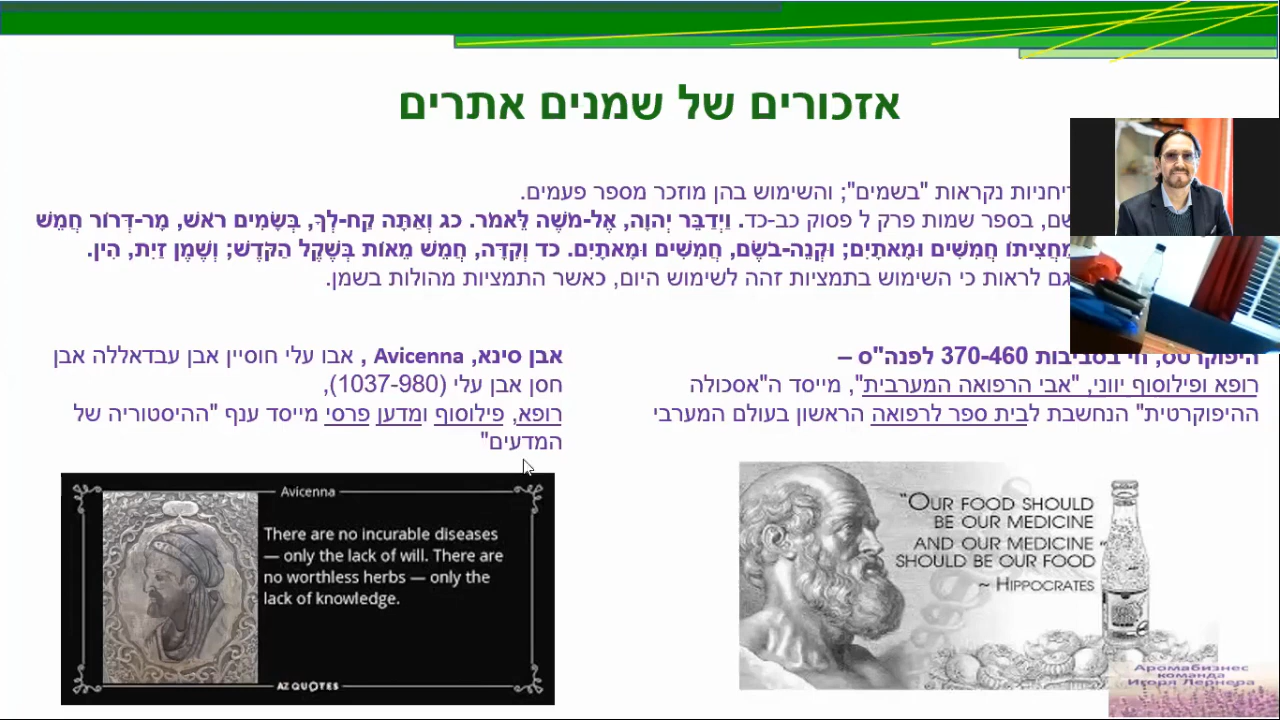 אזכורים של שמנים אתרים
ריחניות נקראות "בשמים"; והשימוש בהן מוזכר מספר פעמים.
שם, בספר שמות פרק ל פסוק כב-כד. וַיְדַבֵּר יְהוָה, אֶל-מֹשֶׁה לֵּאמֹר. כג וְאַתָּה קַח-לְךָ, בְּשָׂמִים רֹאשׁ, מָר-דְּרוֹר חֲמֵשׁ
מַחֲצִיתוֹ חֲמִשִּׁים וּמָאתָיִם; וּקְנֵה-בֹשֶׂם, חֲמִשִּׁים וּמָאתָיִם. כד וְקִדָּה, חֲמֵשׁ מֵאוֹת בְּשֶׁקֶל הַקֹּדֶשׁ; וְשֶׁמֶן זַיִת, הִין.
גם לראות כי השימוש בתמציות זהה לשימוש היום, כאשר התמציות מהולות בשמן.
היפוקרטס, חי בסביבות 370-460 לפנה"ס –
רופא ופילוסוף יווני, "אבי הרפואה המערבית", מייסד ה"אסכולה
ההיפוקרטית" הנחשבת לבית ספר לרפואה הראשון בעולם המערבי
אבן סינא, Avicenna , אבו עלי חוסיין אבן עבדאללה אבן
חסן אבן עלי (1037-980),
רופא, פילוסוף ומדען פרסי מייסד ענף "ההיסטוריה של
המדעים"
"OUR FOOD SHOULD
BE OUR MEDICINE
AND OUR MEDICINE
SHOULD BE OUR FOOD"
~ HIPPOCRATES
Avicenna
There are no incurable diseases
— only the lack of will. There are
no worthless herbs — only the
lack of knowledge.
AZ QUOTES
Аромабизнес
команда
Игоря Лернера